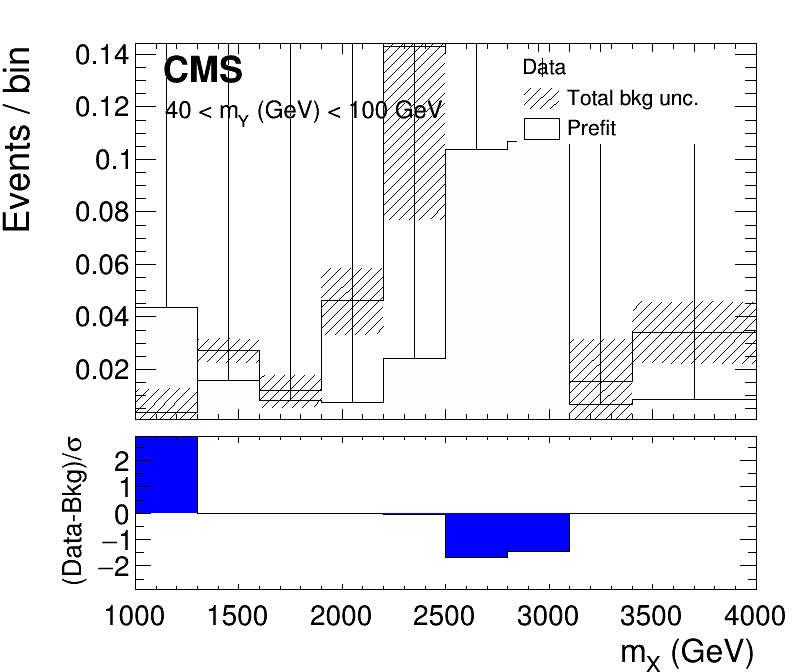 CMS
40 < mY (GeV) < 100 GeV
Data
Total bkg unc.
Prefit
Events / bin
0.14
0.12
0.1
0.08
0.06
0.04
0.02
(Data-Bkg)/σ
2
1
0
−1
−2
1000 1500 2000 2500 3000 3500 4000
mX (GeV)